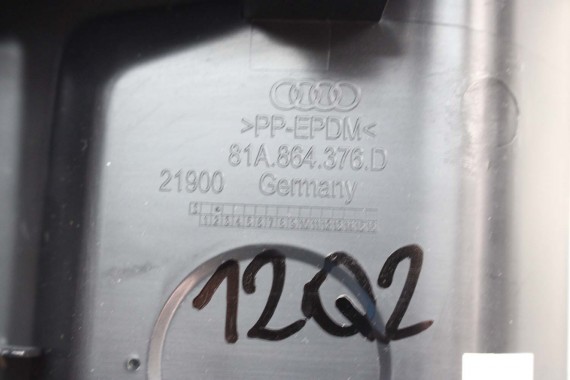 >PP-EPDM<
81A.864.376.D
21900 Germany
12Q2